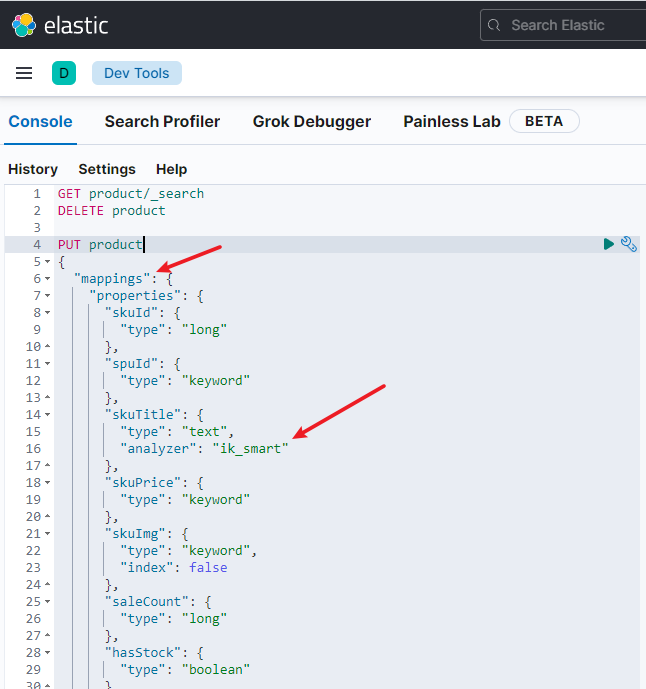 elastic
Search Elastic
D
Dev Tools
Console Search Profiler Grok Debugger Painless Lab BETA
History Settings Help
1 GET product/_search
2 DELETE product
3
4 PUT product
5 {
6 "mappings": {
7 "properties": {
8 "skuId": {
9 "type": "long"
10 },
11 "spuId": {
12 "type": "keyword"
13 },
14 "skuTitle": {
15 "type": "text",
16 "analyzer": "ik_smart"
17 },
18 "skuPrice": {
19 "type": "keyword"
20 },
21 "skuImg": {
22 "type": "keyword",
23 "index": false
24 },
25 "saleCount": {
26 "type": "long"
27 },
28 "hasStock": {
29 "type": "boolean"
30 }